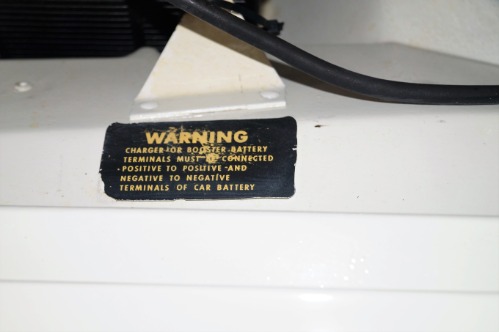 WARNING
CHARGER OR BOOSTER BATTERY
TERMINALS MUST BE CONNECTED
POSITIVE TO POSITIVE AND
NEGATIVE TO NEGATIVE
TERMINALS OF CAR BATTERY